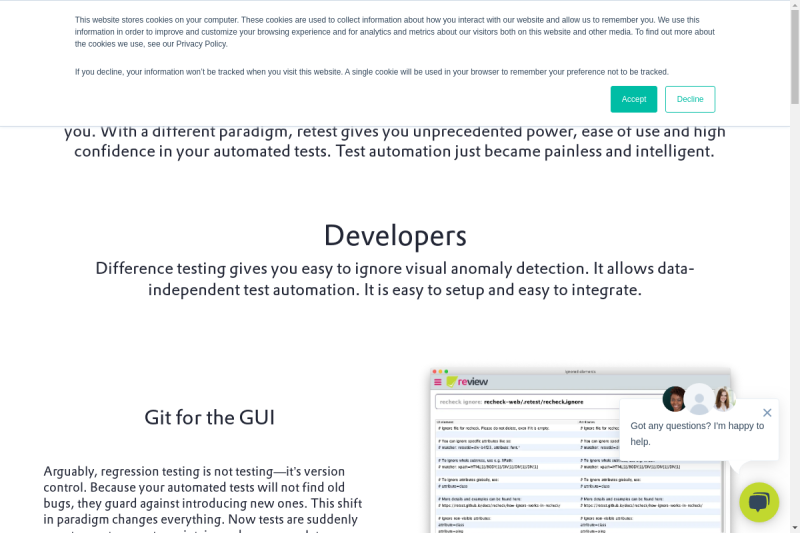 This website stores cookies on your computer. These cookies are used to collect information about how you interact with our website and allow us to remember you. We use this
information in order to improve and customize your browsing experience and for analytics and metrics about our visitors both on this website and other media. To find out more about
the cookies we use, see our Privacy Policy.
If you decline, your information won't be tracked when you visit this website. A single cookie will be used in your browser to remember your preference not to be tracked.
Accept
Decline
you. With a different paradigm, retest gives you unprecedented power, ease of use and high
confidence in your automated tests. Test automation just became painless and intelligent.
Developers
Difference testing gives you easy to ignore visual anomaly detection. It allows data-
independent test automation. It is easy to setup and easy to integrate.
Git for the GUI
Arguably, regression testing is not testing—it's version
control. Because your automated tests will not find old
bugs, they guard against introducing new ones. This shift
in paradigm changes everything. Now tests are suddenly
review
recheck ignore: recheck-web/.retest/recheck.ignore
Got any questions? I'm happy to
help.